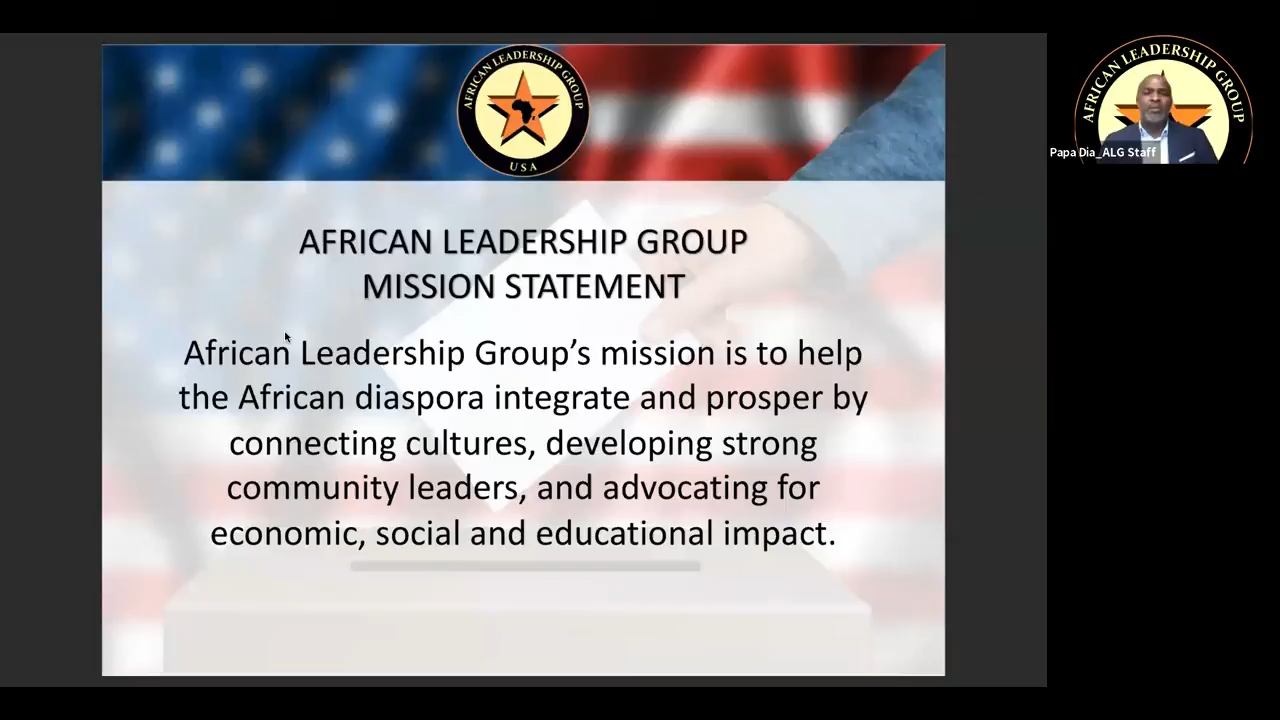 AFRICAN LEADERSHIP GROUP
USA
AFRICAN LEADERSHIP GROUP
MISSION STATEMENT
African Leadership Group’s mission is to help
the African diaspora integrate and prosper by
connecting cultures, developing strong
community leaders, and advocating for
economic, social and educational impact.
AFRICAN LEADERSHIP GROUP
Papa Dia_ALG Staff